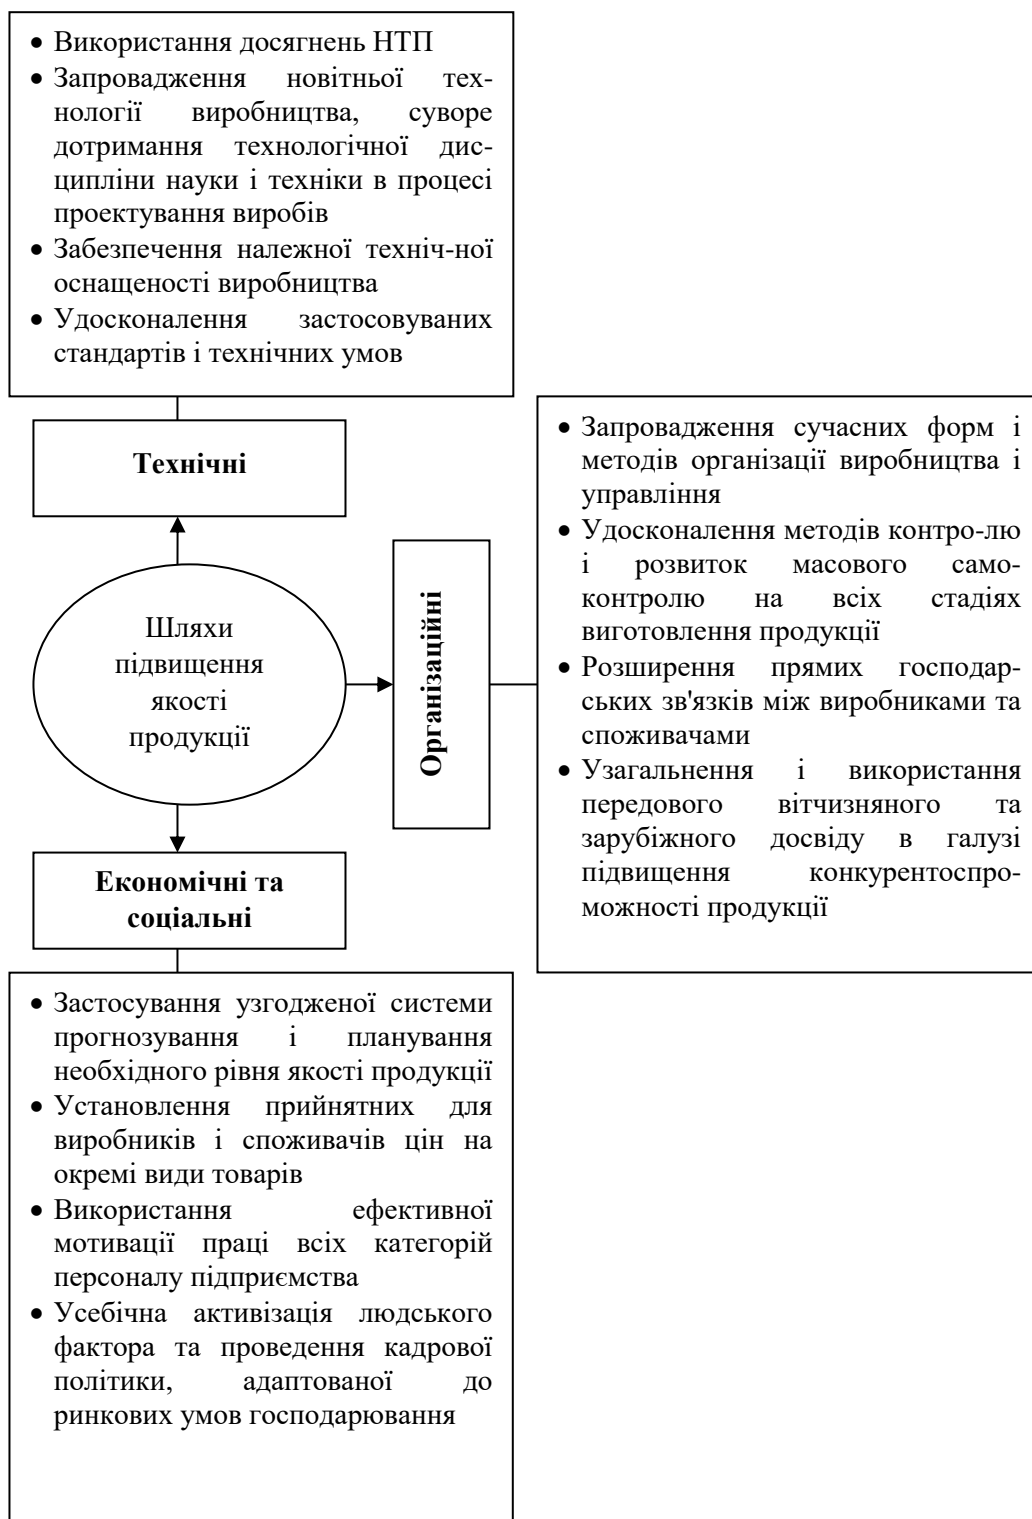 • Використання досягнень НТП
• Запровадження новітньої тех-
нології виробництва, суворе
дотримання технологічної дис-
ципліни науки і техніки в процесі
проектування виробів
• Забезпечення належної техніч-ної
оснащеності виробництва
• Удосконалення застосовуваних
стандартів і технічних умов
Технічні
Шляхи
підвищення
якості
продукції
Організаційні
• Запровадження сучасних форм і
методів організації виробництва і
управління
• Удосконалення методів контро-лю
і розвиток масового само-
контролю на всіх стадіях
виготовлення продукції
• Розширення прямих господар-
ських зв'язків між виробниками та
споживачами
• Узагальнення і використання
передового вітчизняного та
зарубіжного досвіду в галузі
підвищення конкурентоспро-
можності продукції
Економічні та
соціальні
• Застосування узгодженої системи
прогнозування і планування
необхідного рівня якості продукції
• Установлення прийнятних для
виробників і споживачів цін на
окремі види товарів
• Використання ефективної
мотивації праці всіх категорій
персоналу підприємства
• Усебічна активізація людського
фактора та проведення кадрової
політики, адаптованої до
ринкових умов господарювання